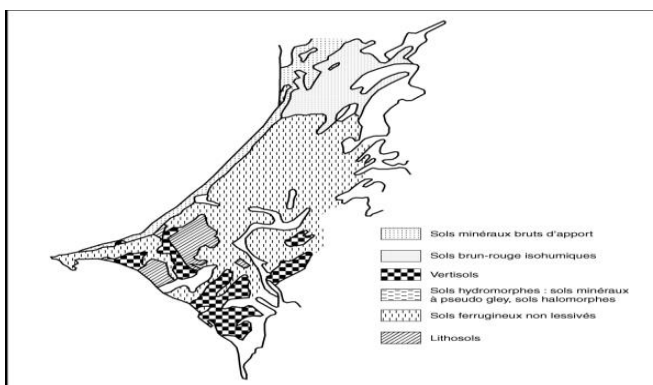 Sols minéraux bruts d'apport
Sols brun-rouge isohumiques
Vertisols
Sols hydromorphes : sols minéraux
à pseudo gley, sols halomorphes
Sols ferrugineux non lessivés
Lithosols